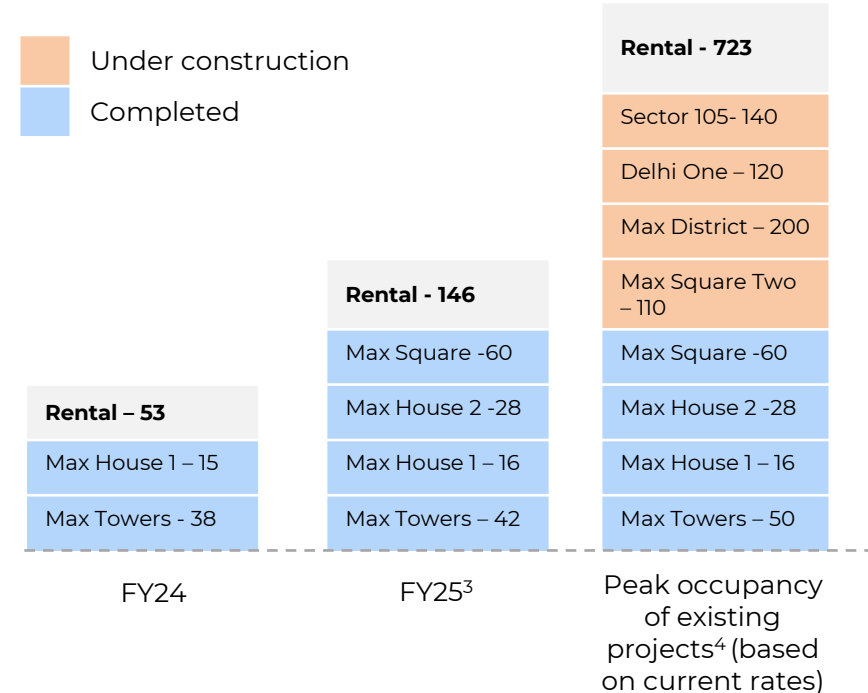 Under construction
Completed
Rental – 53
Max House 1 – 15
Max Towers - 38
FY24
Rental - 146
Max Square -60
Max House 2 -28
Max House 1 – 16
Max Towers – 42
FY25³
Rental - 723
Sector 105- 140
Delhi One – 120
Max District – 200
Max Square Two
– 110
Max Square -60
Max House 2 -28
Max House 1 – 16
Max Towers – 50
Peak occupancy
of existing
projects⁴ (based
on current rates)